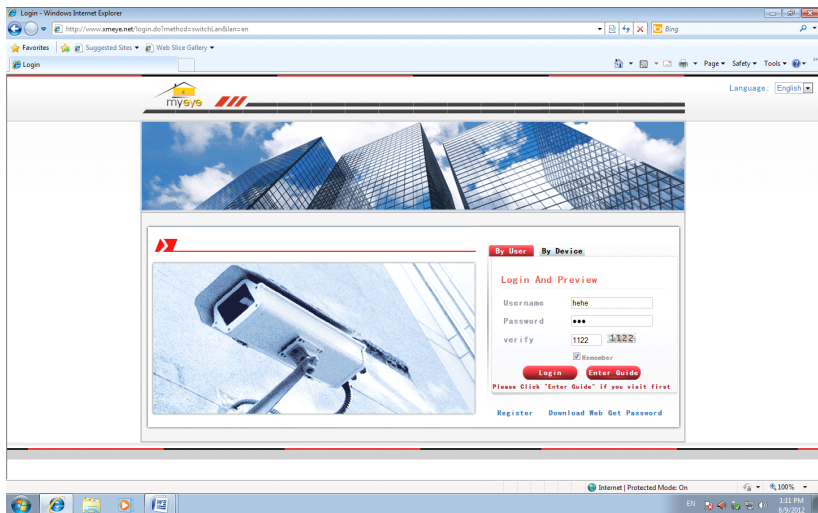 Login - Windows Internet Explorer
http://www.xmeye.net/login.do?method=switchLan&lan=en
Bing
Favorites Suggested Sites Web Slice Gallery
Login
Page Safety Tools
Language: English
myeye
By User By Device
Login And Preview
Username hehe
Password
verify 1122 1122
Remember
Login Enter Guide
Please Click "Enter Guide" if you visit first
Register Download Web Get Password
Internet | Protected Mode: On 100%
EN 1:11 PM
8/9/2012